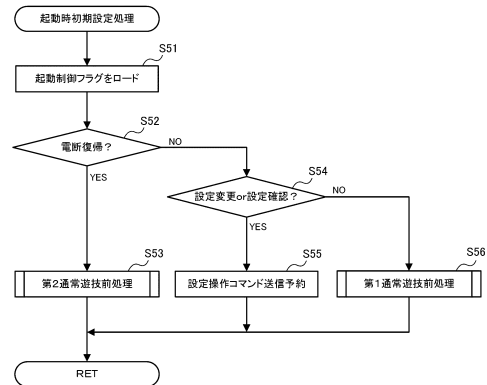 起動時初期設定処理
S51
起動制御フラグをロード
S52
電断復帰？
NO
YES
S54
設定変更or設定確認？
NO
YES
S53
第2通常遊技前処理
S55
設定操作コマンド送信予約
S56
第1通常遊技前処理
RET